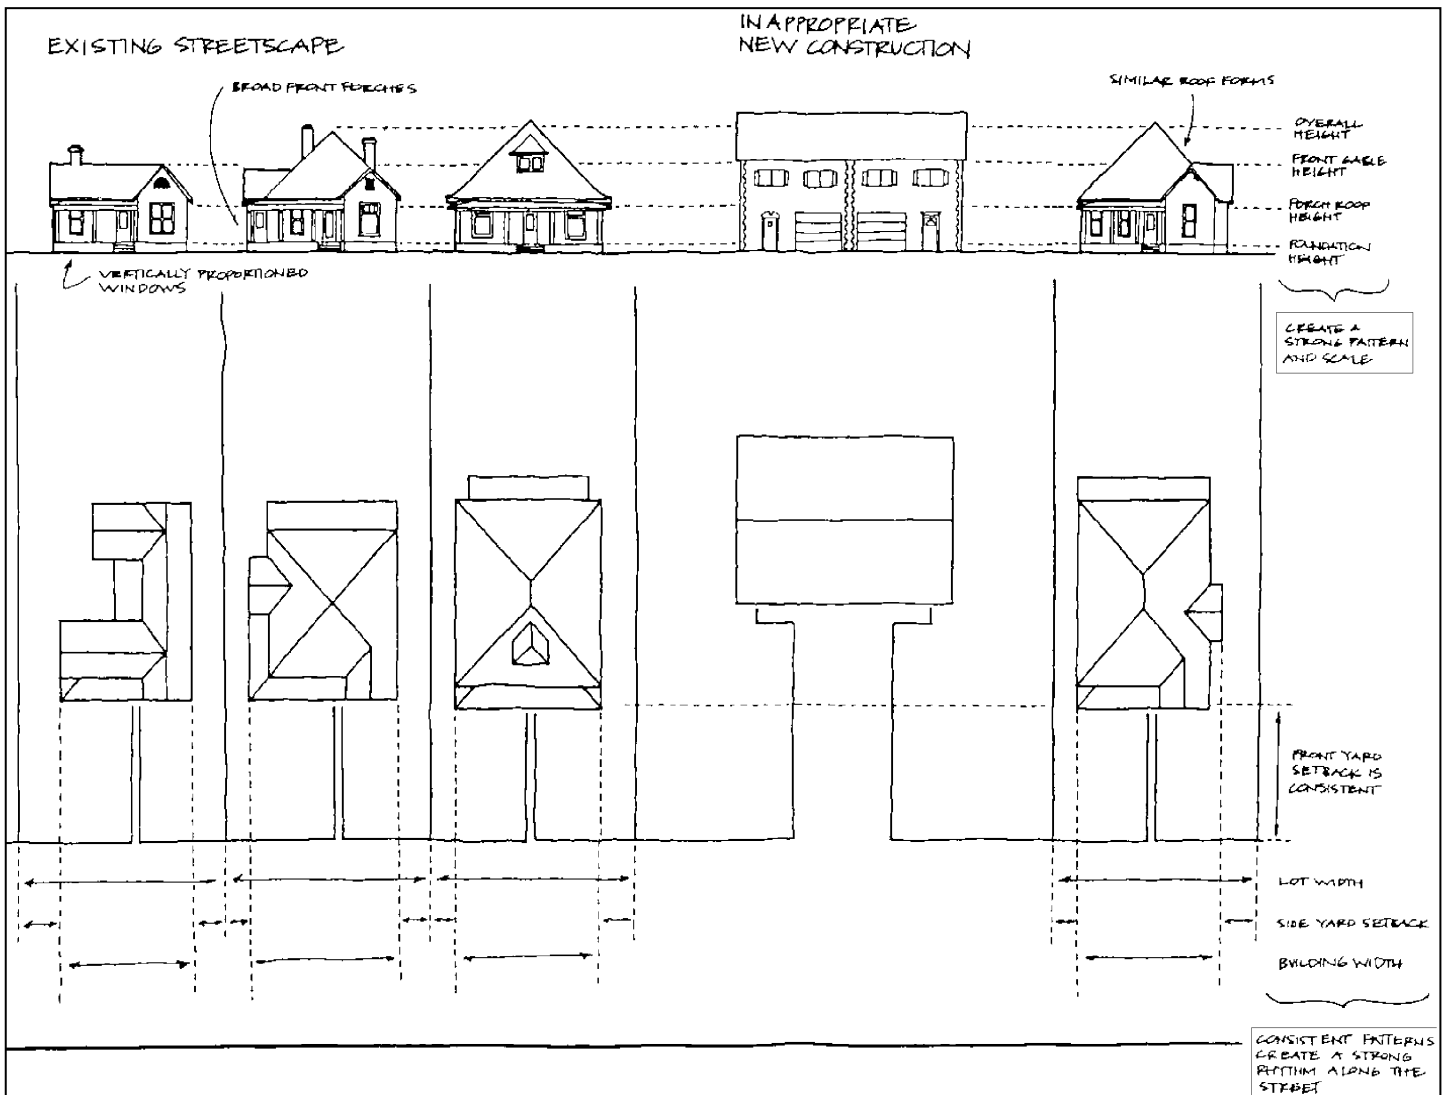 EXISTING STREETSCAPE
INAPPROPRIATE
NEW CONSTRUCTION
BROAD FRONT PORCHES
SIMILAR ROOF FORMS
OVERALL
HEIGHT
FRONT GABLE
HEIGHT
PORCH ROOF
HEIGHT
FOUNDATION
HEIGHT
VERTICALLY PROPORTIONED
WINDOWS
CREATE A
STRONG PATTERN
AND SCALE
FRONT YARD
SETBACK IS
CONSISTENT
LOT WIDTH
SIDE YARD SETBACK
BUILDING WIDTH
CONSISTENT PATTERNS
CREATE A STRONG
RHYTHM ALONG THE
STREET